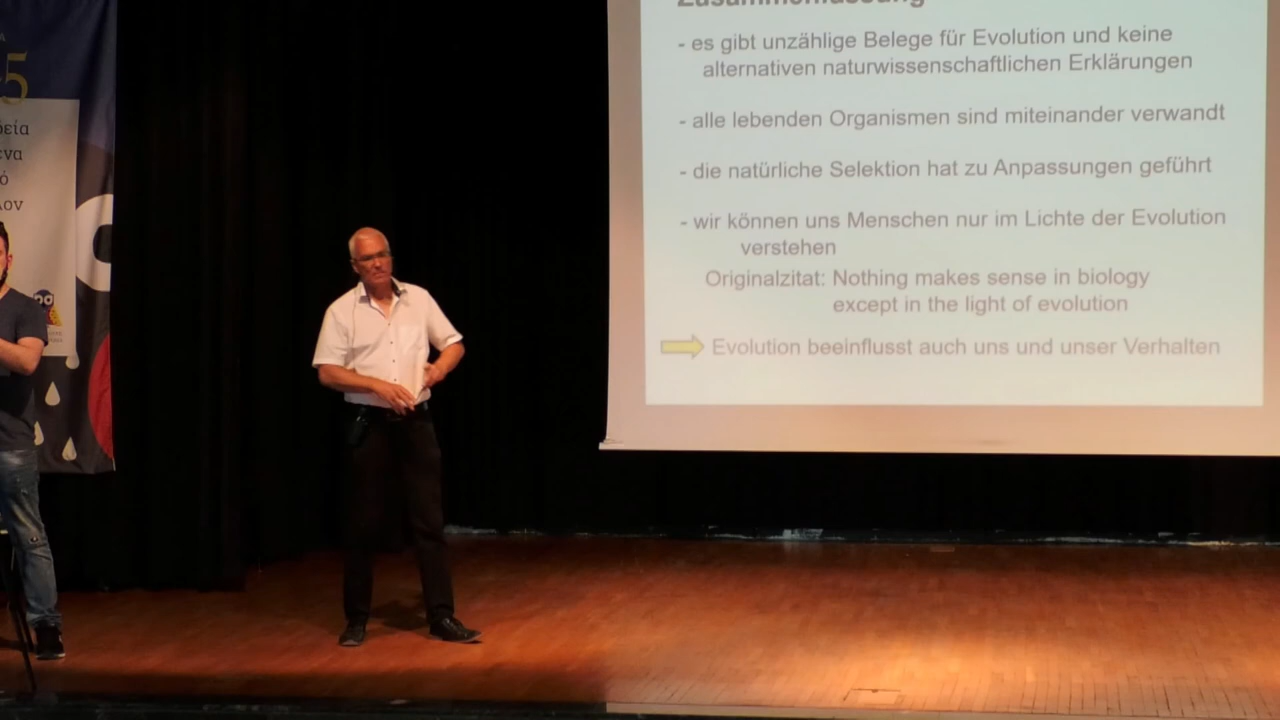 5
Zusammenfassung
- es gibt unzählige Belege für Evolution und keine
alternativen naturwissenschaftlichen Erklärungen
- alle lebenden Organismen sind miteinander verwandt
- die natürliche Selektion hat zu Anpassungen geführt
- wir können uns Menschen nur im Lichte der Evolution
verstehen
Originalzitat: Nothing makes sense in biology
except in the light of evolution
Evolution beeinflusst auch uns und unser Verhalten